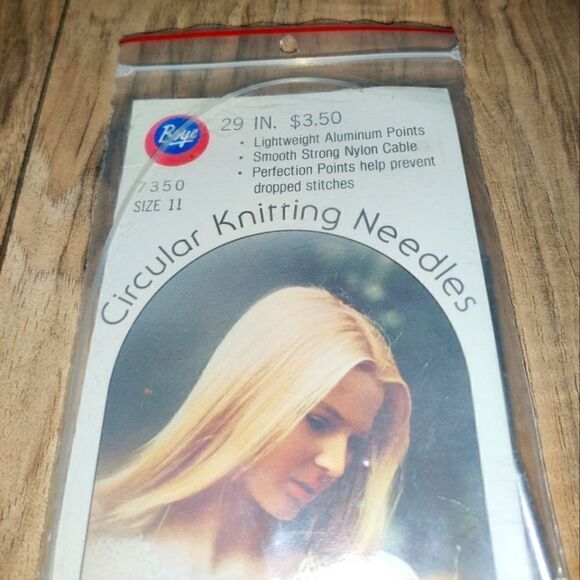 Boye
29 IN. $3.50
• Lightweight Aluminum Points
• Smooth Strong Nylon Cable
• Perfection Points help prevent
dropped stitches
7350
SIZE 11
Circular Knitting Needles